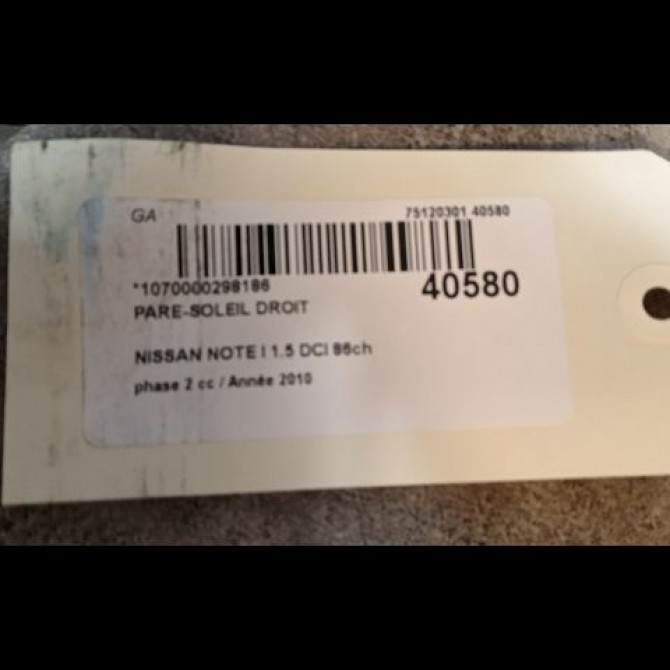 GA 75120301 40580
*1070000298186 40580
PARE-SOLEIL DROIT
NISSAN NOTE I 1.5 DCI 86ch
phase 2 cc / Année 2010